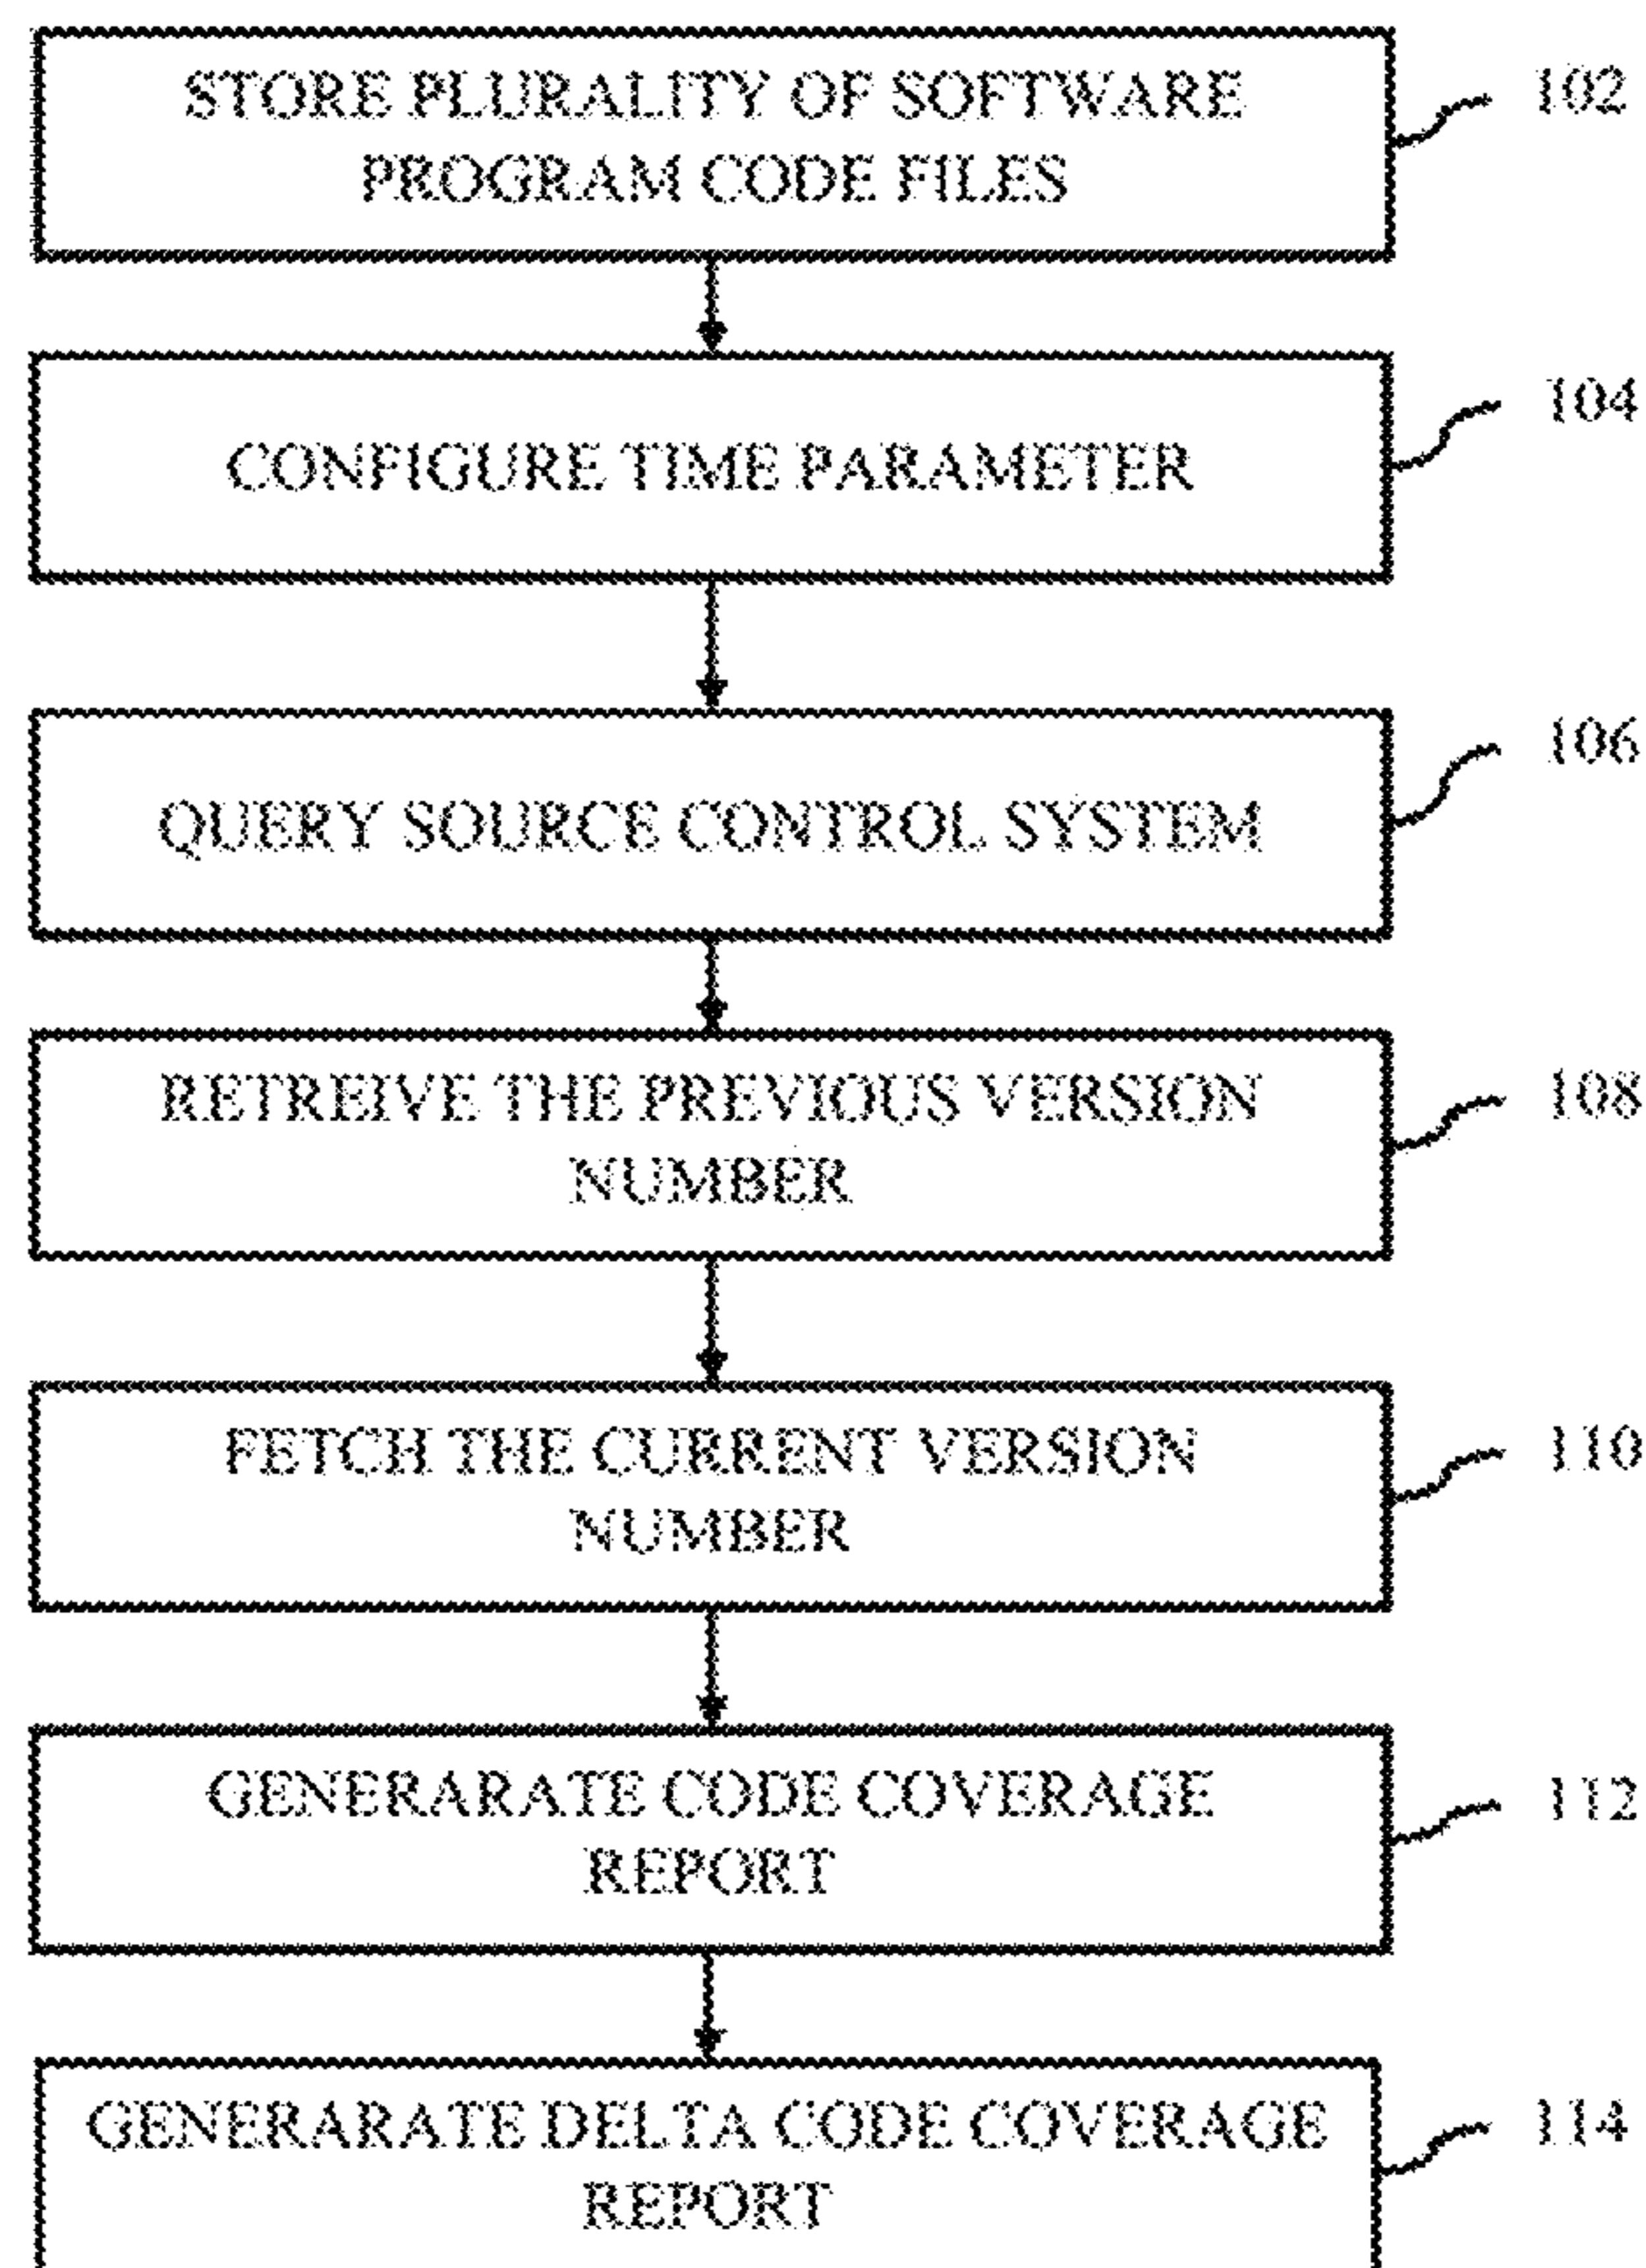 STORE PLURALITY OF SOFTWARE
PROGRAM CODE FILES
102
CONFIGURE TIME PARAMETER
104
QUERY SOURCE CONTROL SYSTEM
106
RETREIVE THE PREVIOUS VERSION
NUMBER
108
FETCH THE CURRENT VERSION
NUMBER
110
GENERARATE CODE COVERAGE
REPORT
112
GENERARATE DELTA CODE COVERAGE
REPORT
114